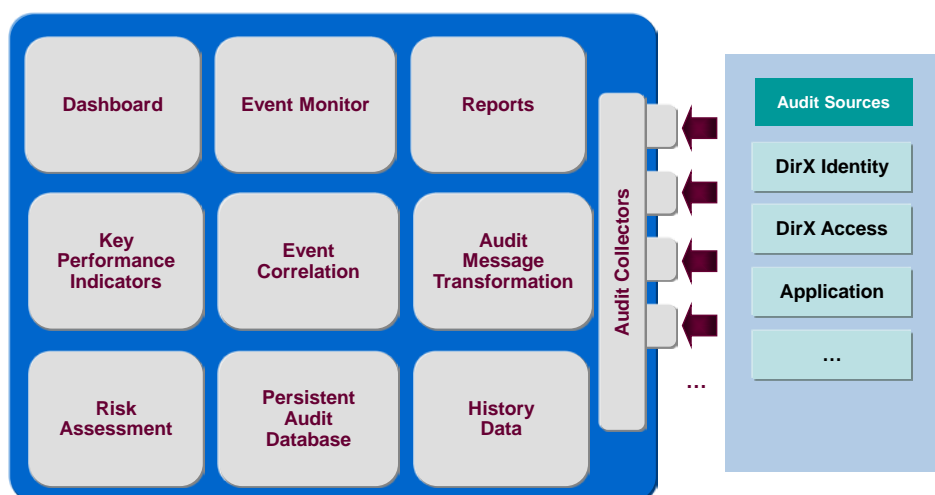 Dashboard
Event Monitor
Reports
Key
Performance
Indicators
Event
Correlation
Audit
Message
Transformation
Risk
Assessment
Persistent
Audit
Database
History
Data
Audit Collectors
...
Audit Sources
DirX Identity
DirX Access
Application
...